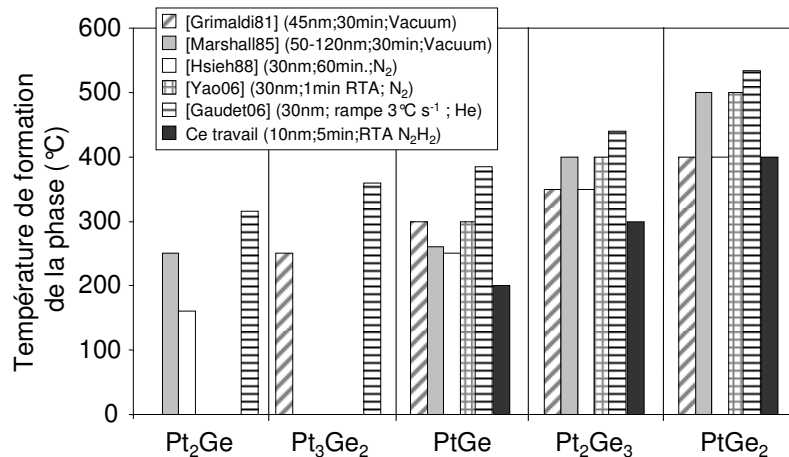 600
500
400
300
200
100
0
Température de formation
de la phase (°C)
[Grimaldi81] (45nm;30min;Vacuum)
[Marshall85] (50-120nm;30min;Vacuum)
[Hsieh88] (30nm;60min.;N₂)
[Yao06] (30nm;1min RTA; N₂)
[Gaudet06] (30nm; rampe 3°C s⁻¹ ; He)
Ce travail (10nm;5min;RTA N₂H₂)
Pt₂Ge Pt₃Ge₂ PtGe Pt₂Ge₃ PtGe₂